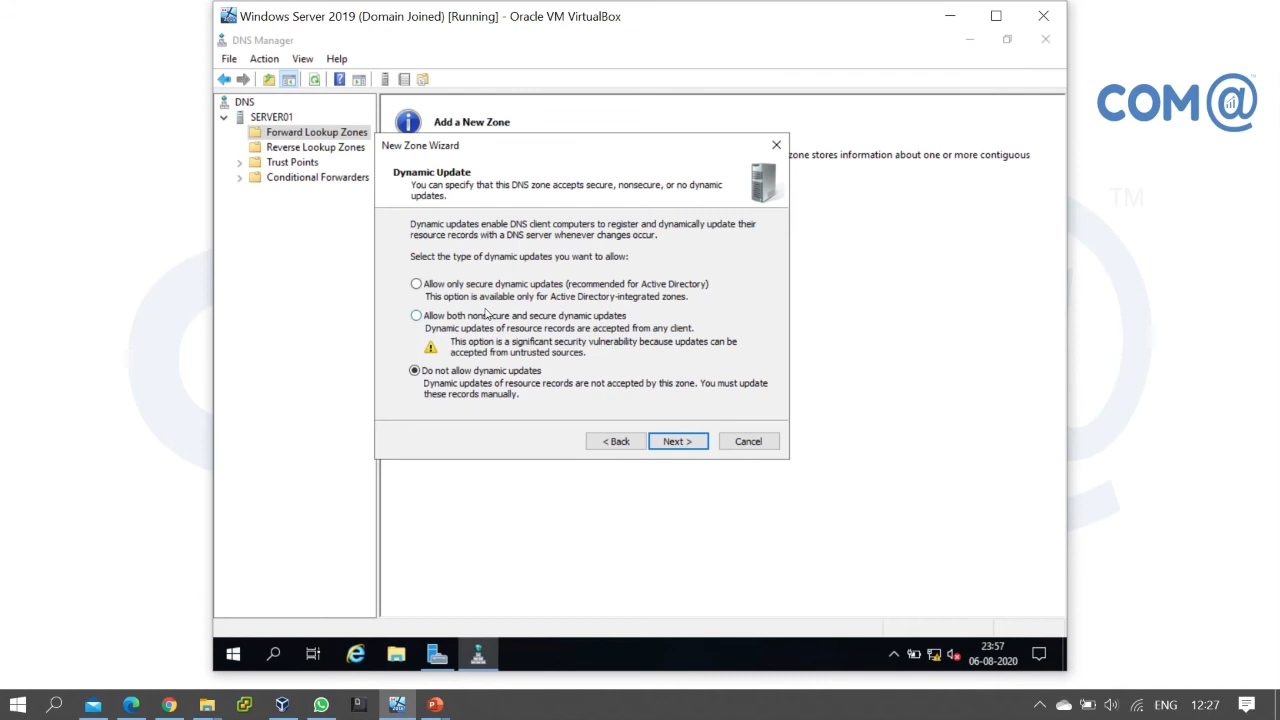 Windows Server 2019 (Domain Joined) [Running] - Oracle VM VirtualBox
DNS Manager
File Action View Help
COM@
TM
DNS
SERVER01
Forward Lookup Zones
Reverse Lookup Zones
Trust Points
Conditional Forwarders
Add a New Zone
zone stores information about one or more contiguous
New Zone Wizard
Dynamic Update
You can specify that this DNS zone accepts secure, nonsecure, or no dynamic
updates.
Dynamic updates enable DNS client computers to register and dynamically update their
resource records with a DNS server whenever changes occur.
Select the type of dynamic updates you want to allow:
Allow only secure dynamic updates (recommended for Active Directory)
This option is available only for Active Directory-integrated zones.
Allow both nonsecure and secure dynamic updates
Dynamic updates of resource records are accepted from any client.
This option is a significant security vulnerability because updates can be
accepted from untrusted sources.
Do not allow dynamic updates
Dynamic updates of resource records are not accepted by this zone. You must update
these records manually.
< Back Next > Cancel
TM
23:57
06-08-2020
ENG 12:27